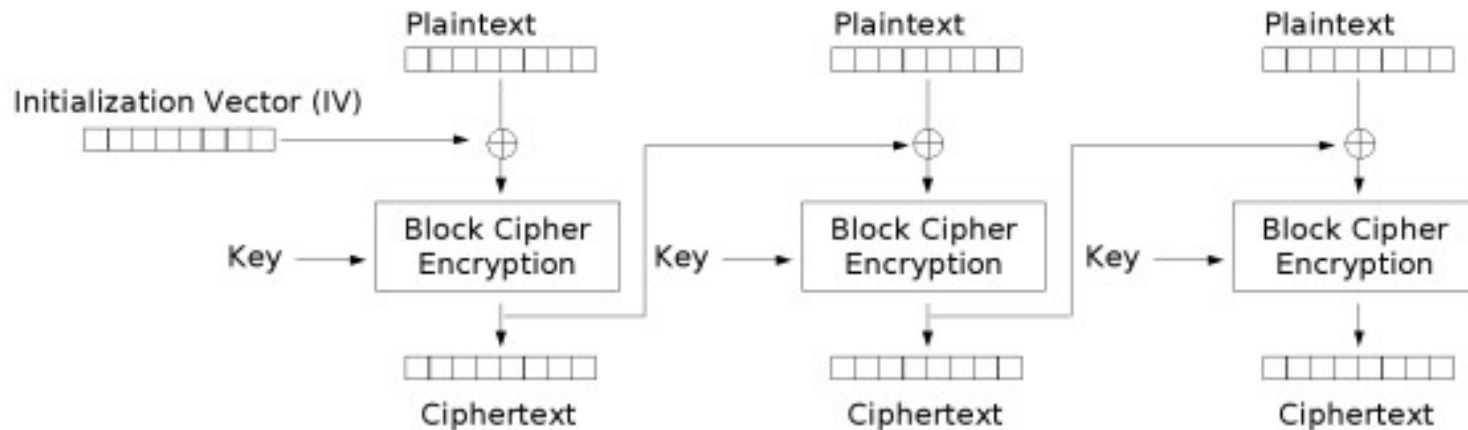 Plaintext
Plaintext
Plaintext
Initialization Vector (IV)
Key
Block Cipher
Encryption
Key
Block Cipher
Encryption
Key
Block Cipher
Encryption
Ciphertext
Ciphertext
Ciphertext